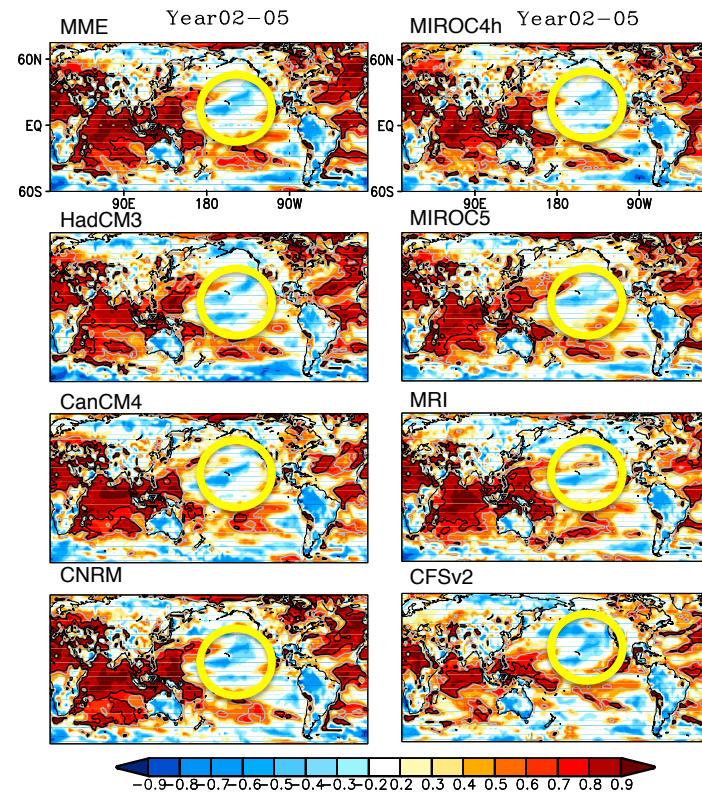 Year02-05 Year02-05
MME MIROC4h
60N 60N
EQ EQ
60S 60S
90E 180 90W 90E 180 90W
HadCM3 MIROC5
CanCM4 MRI
CNRM CFSv2
-0.9-0.8-0.7-0.6-0.5-0.4-0.3-0.2 0.2 0.3 0.4 0.5 0.6 0.7 0.8 0.9